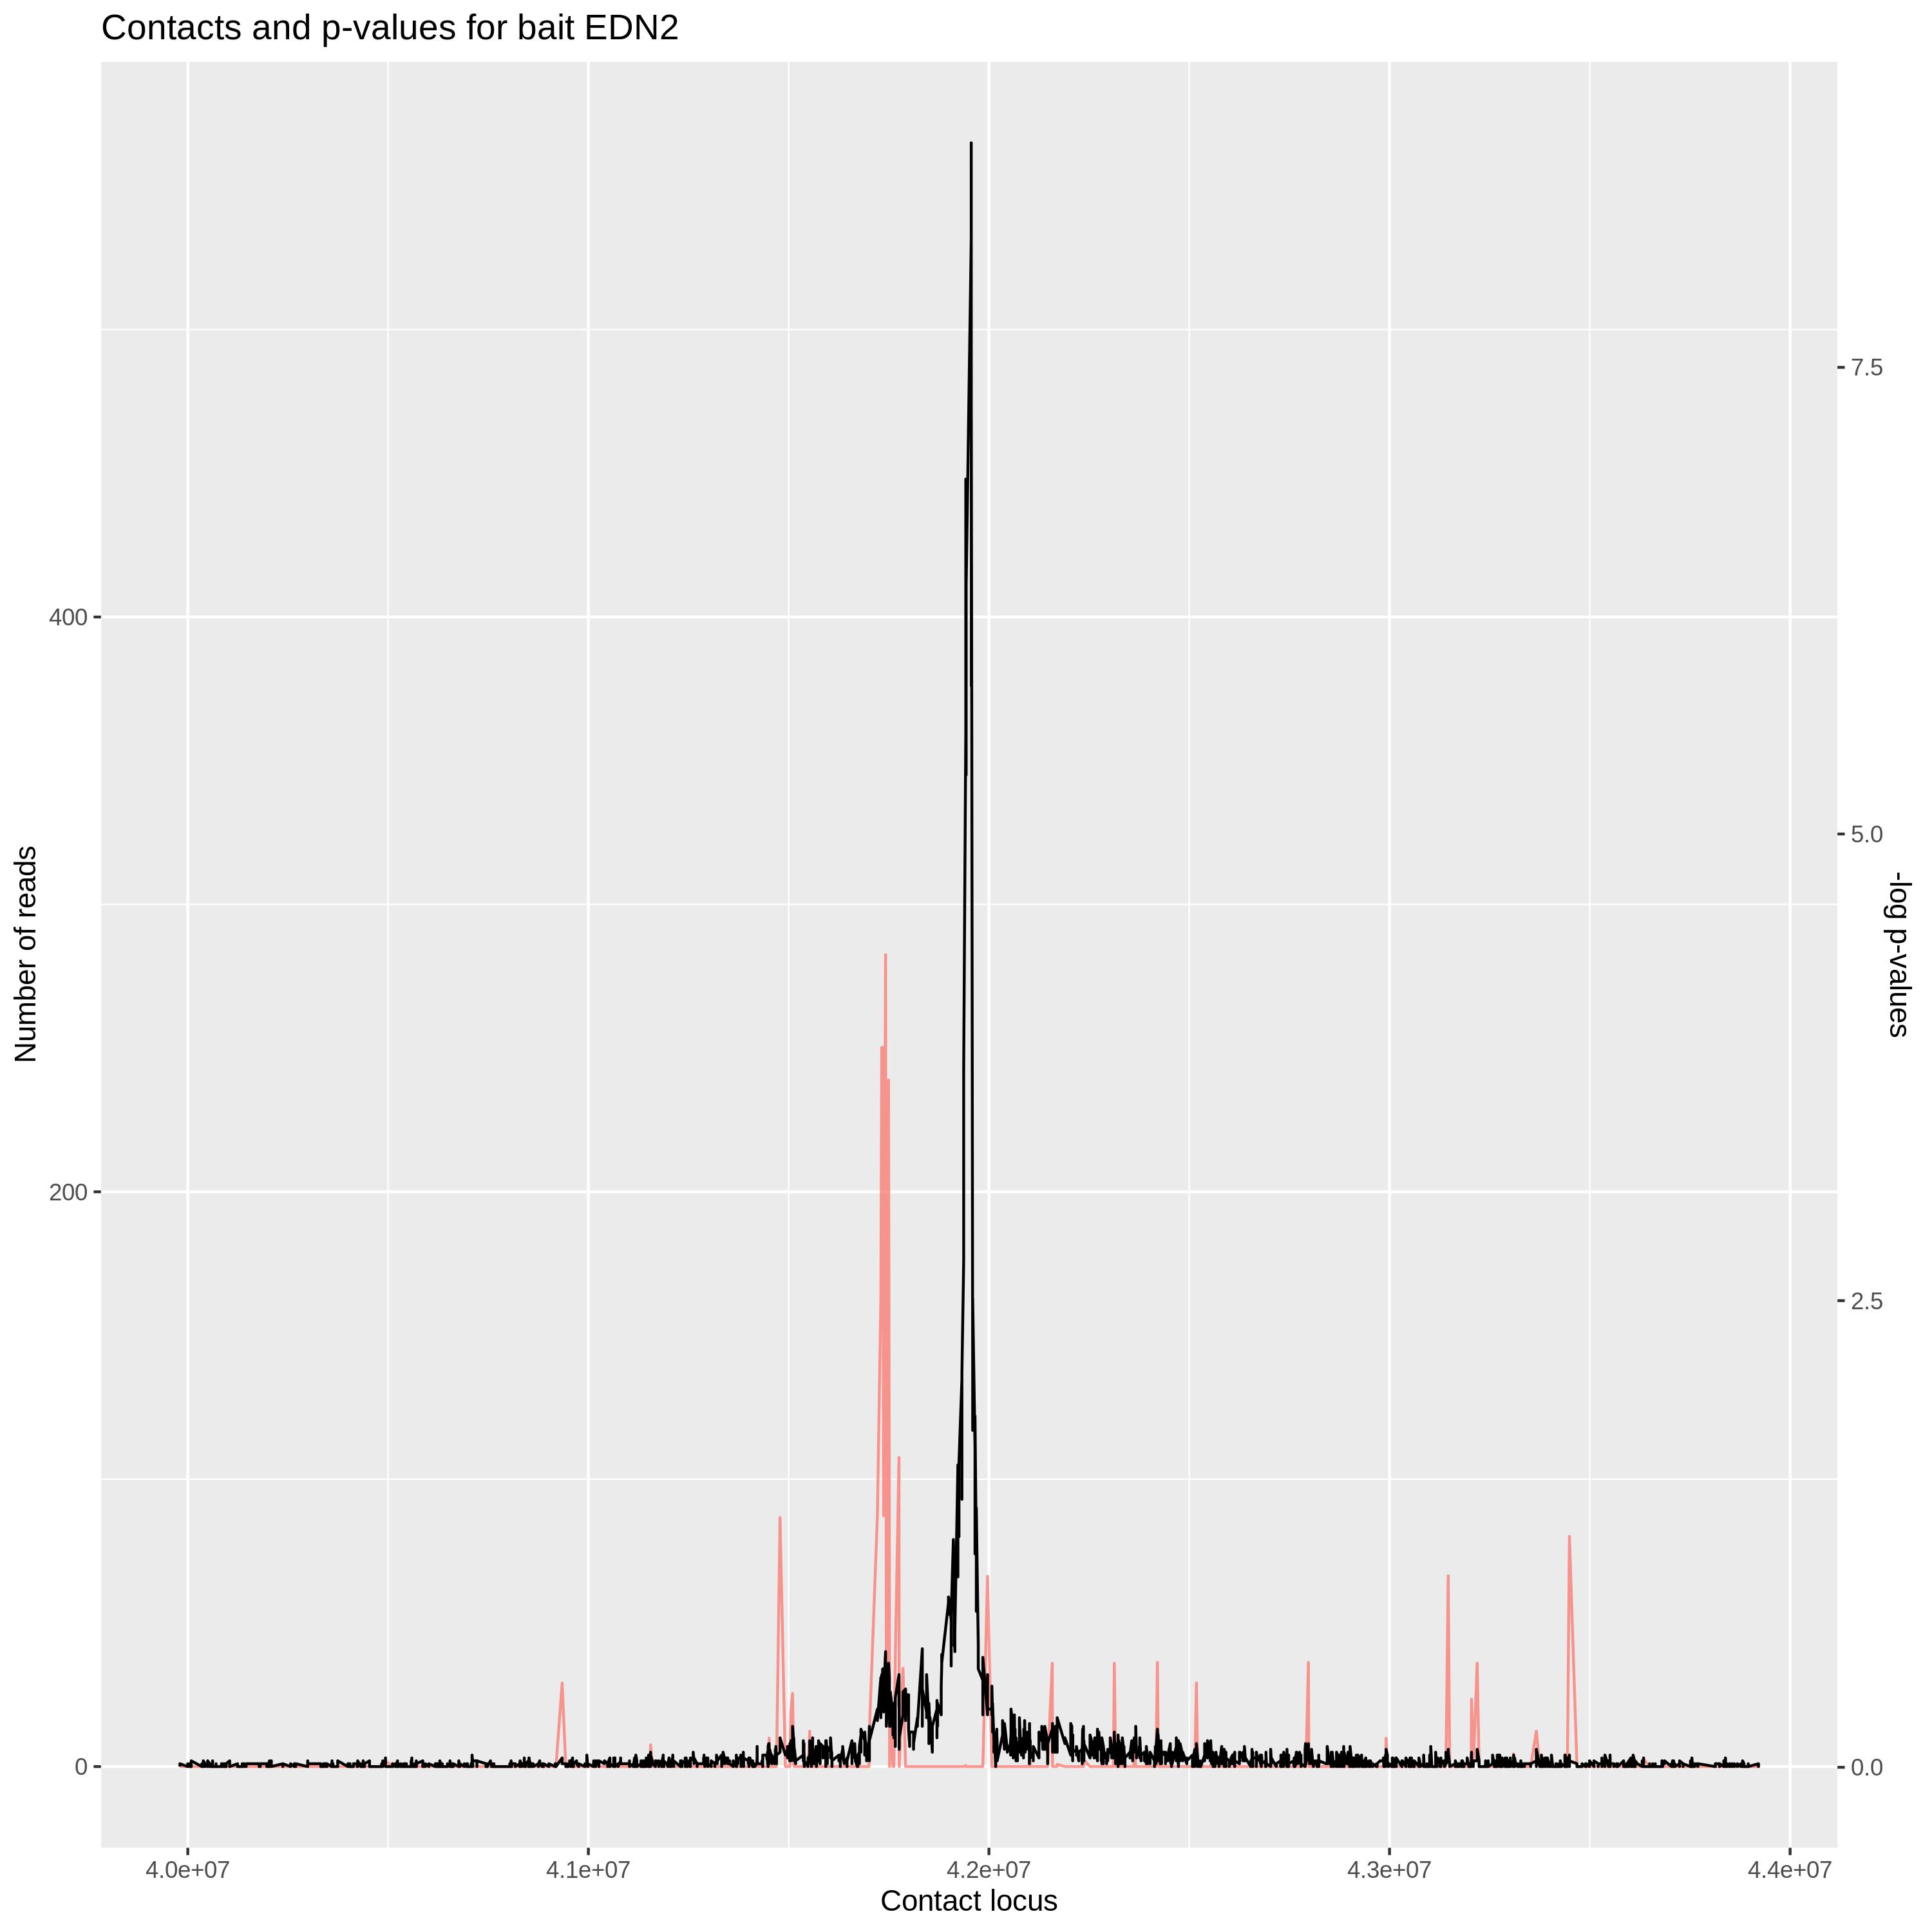 Contacts and p-values for bait EDN2
Number of reads
400
200
0
7.5
5.0
2.5
0.0
-log p-values
4.0e+07
4.1e+07
4.2e+07
4.3e+07
4.4e+07
Contact locus